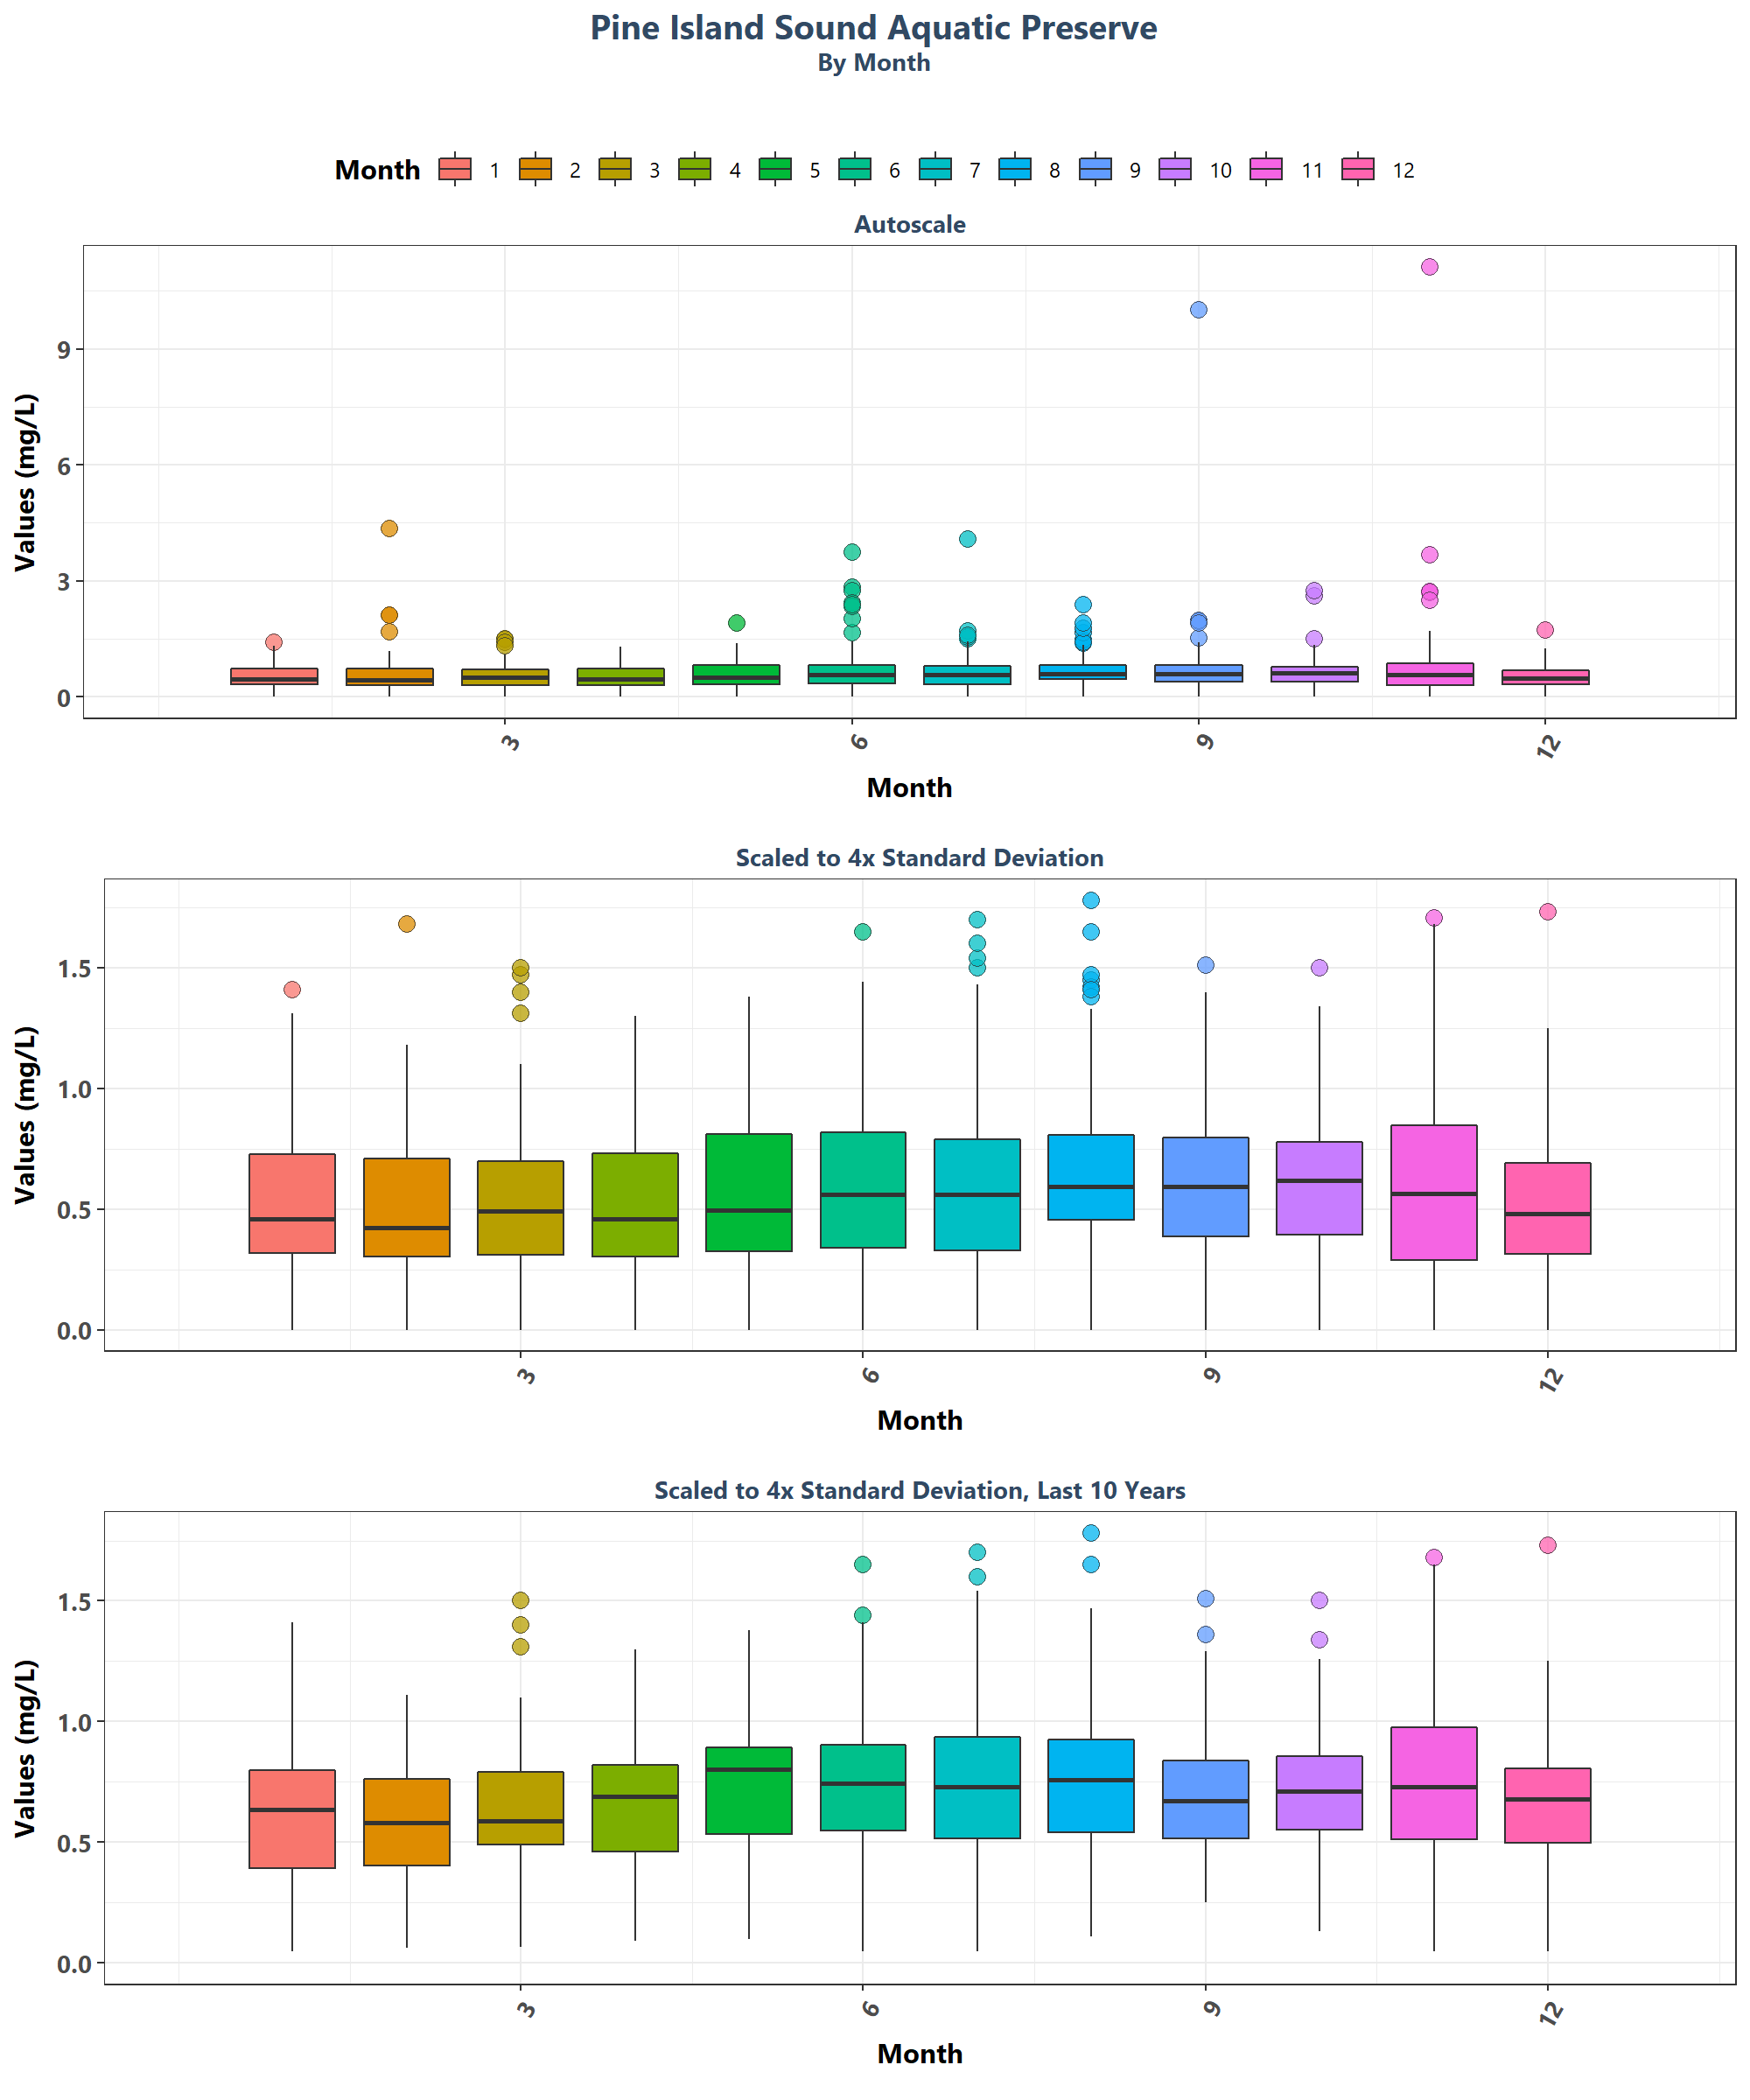 Pine Island Sound Aquatic Preserve
By Month
Month 1 2 3 4 5 6 7 8 9 10 11 12
Autoscale
Values (mg/L)
9
6
3
0
3 6 9 12
Month
Scaled to 4x Standard Deviation
Values (mg/L)
1.5
1.0
0.5
0.0
3 6 9 12
Month
Scaled to 4x Standard Deviation, Last 10 Years
Values (mg/L)
1.5
1.0
0.5
0.0
3 6 9 12
Month